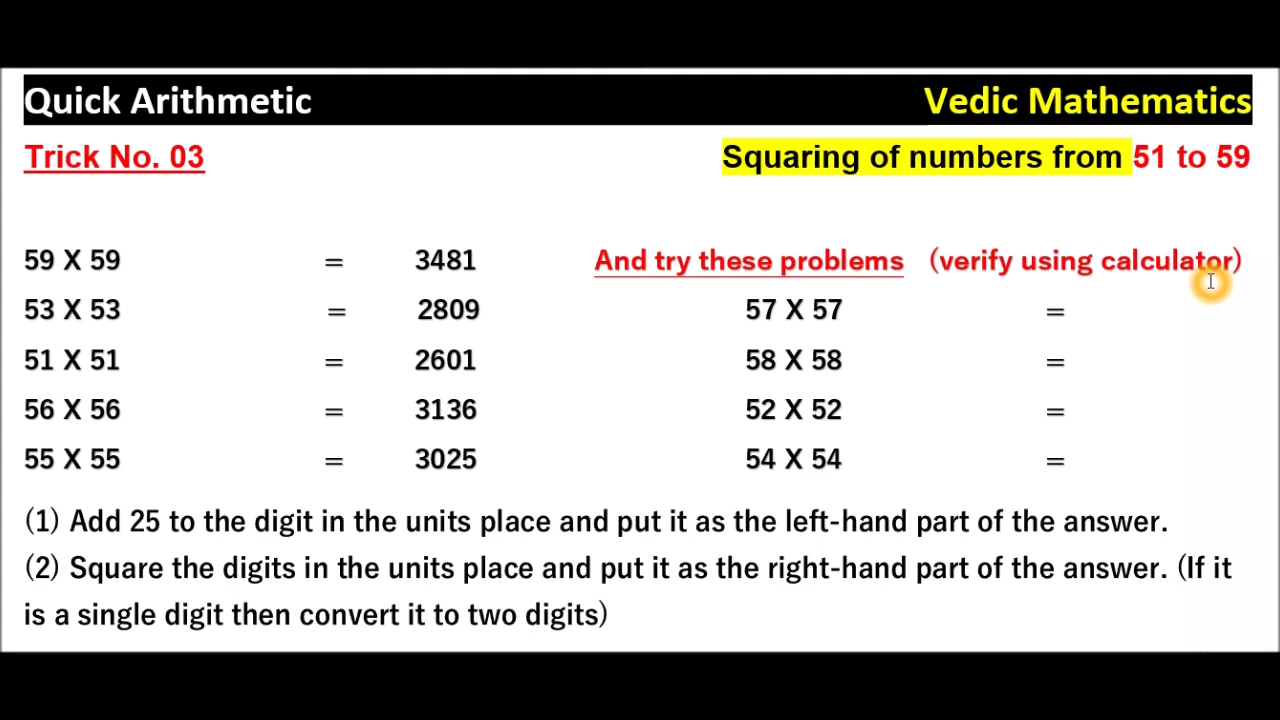 Quick Arithmetic Vedic Mathematics
Trick No. 03 Squaring of numbers from 51 to 59
59 X 59 = 3481 And try these problems (verify using calculator)
53 X 53 = 2809 57 X 57 =
51 X 51 = 2601 58 X 58 =
56 X 56 = 3136 52 X 52 =
55 X 55 = 3025 54 X 54 =
(1) Add 25 to the digit in the units place and put it as the left-hand part of the answer.
(2) Square the digits in the units place and put it as the right-hand part of the answer. (If it
is a single digit then convert it to two digits)